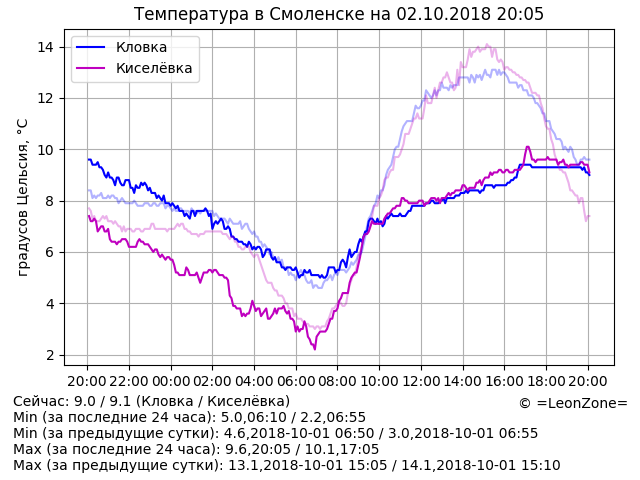 Температура в Смоленске на 02.10.2018 20:05
Кловка
Киселёвка
градусов Цельсия, °C
14
12
10
8
6
4
2
20:00 22:00 00:00 02:00 04:00 06:00 08:00 10:00 12:00 14:00 16:00 18:00 20:00
Сейчас: 9.0 / 9.1 (Кловка / Киселёвка)
© =LeonZone=
Min (за последние 24 часа): 5.0,06:10 / 2.2,06:55
Min (за предыдущие сутки): 4.6,2018-10-01 06:50 / 3.0,2018-10-01 06:55
Max (за последние 24 часа): 9.6,20:05 / 10.1,17:05
Max (за предыдущие сутки): 13.1,2018-10-01 15:05 / 14.1,2018-10-01 15:10